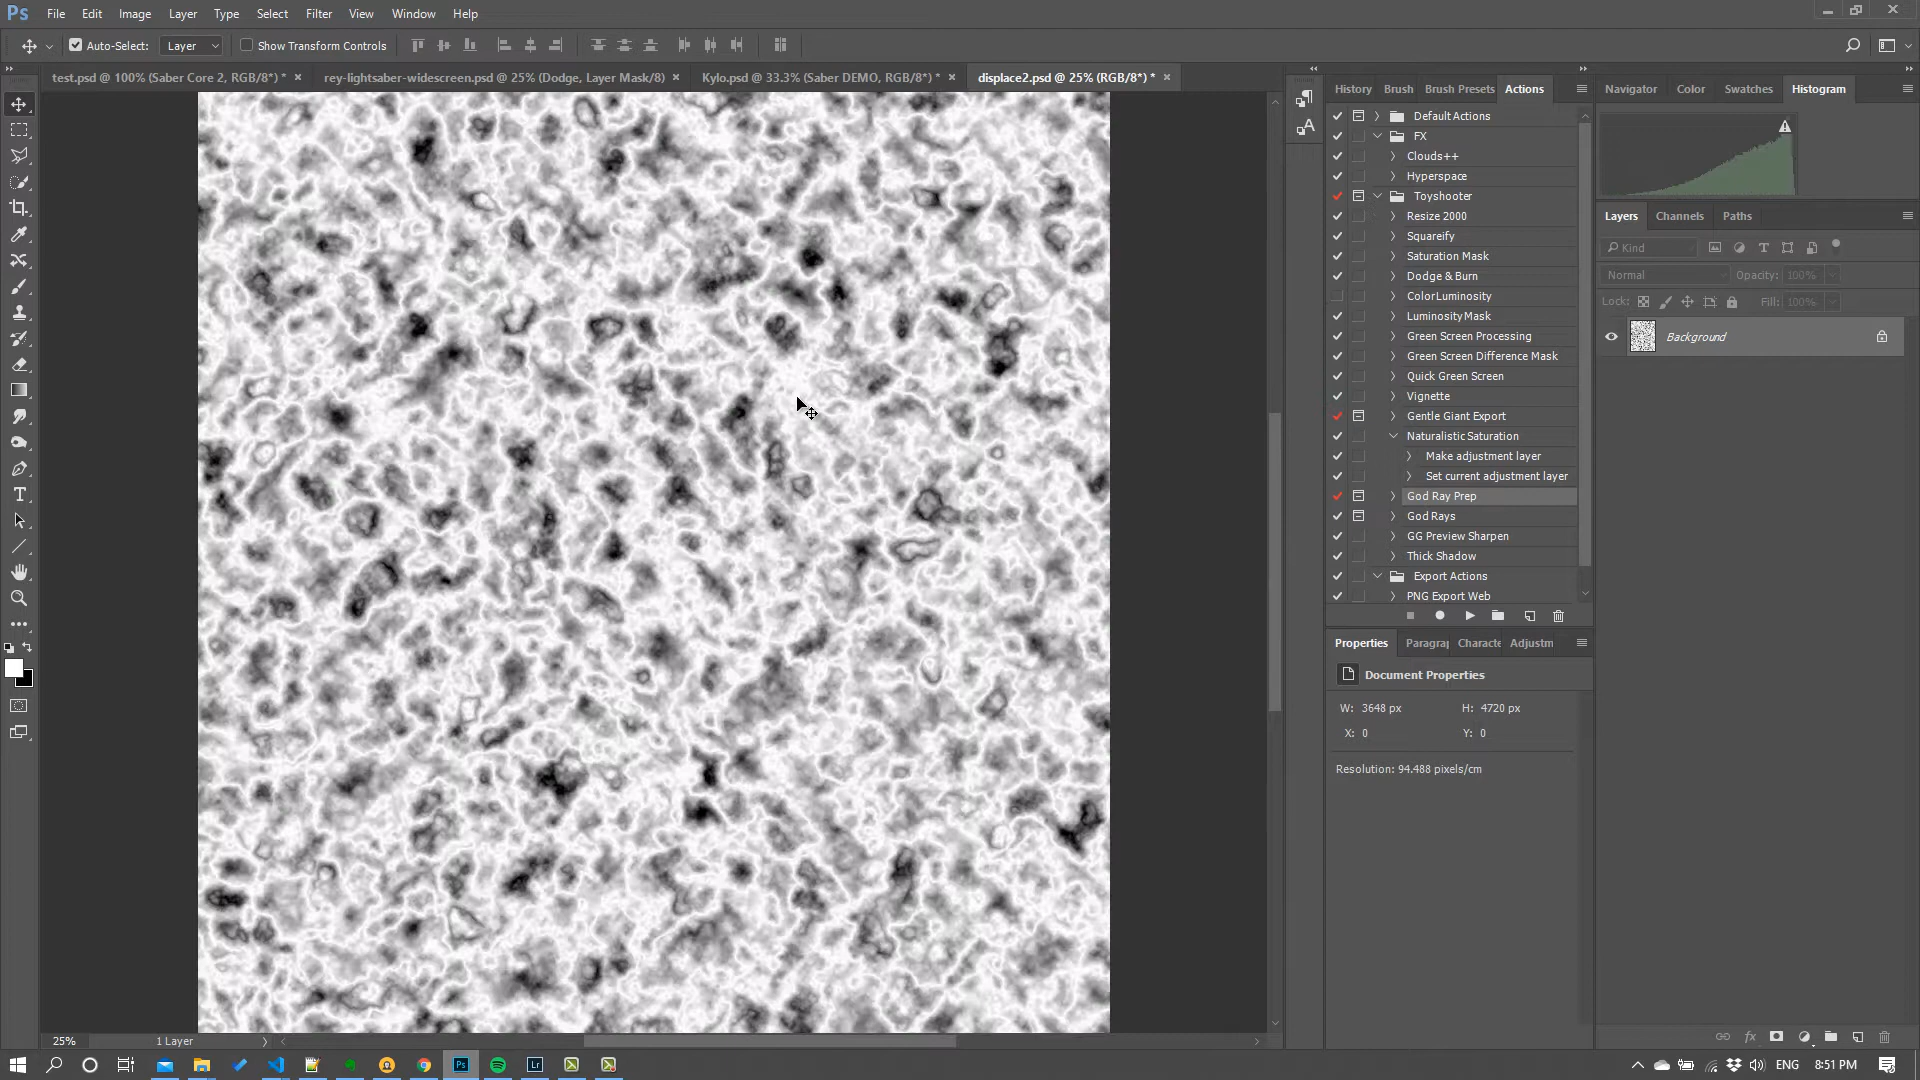 Ps File Edit Image Layer Type Select Filter View Window Help
Auto-Select: Layer Show Transform Controls
test.psd @ 100% (Saber Core 2, RGB/8*) * × rey-lightsaber-widescreen.psd @ 25% (Dodge, Layer Mask/8) × Kylo.psd @ 33.3% (Saber DEMO, RGB/8*) * × displace2.psd @ 25% (RGB/8*) * ×
History Brush Brush Presets Actions
Default Actions
FX
Clouds++
Hyperspace
Toyshooter
Resize 2000
Squareify
Saturation Mask
Dodge & Burn
ColorLuminosity
LuminosityMask
Green Screen Processing
Green Screen Difference Mask
Quick Green Screen
Vignette
Gentle Giant Export
Naturalistic Saturation
Make adjustment layer
Set current adjustment layer
God Ray Prep
God Rays
GG Preview Sharpen
Thick Shadow
Export Actions
PNG Export Web
Properties Paragraj Characte Adjustm
Document Properties
W: 3648 px H: 4720 px
X: 0 Y: 0
Resolution: 94.488 pixels/cm
Navigator Color Swatches Histogram
Layers Channels Paths
Kind
Normal Opacity: 100%
Lock: Fill: 100%
Background
25% 1 Layer
Ps Lr ENG 8:51 PM